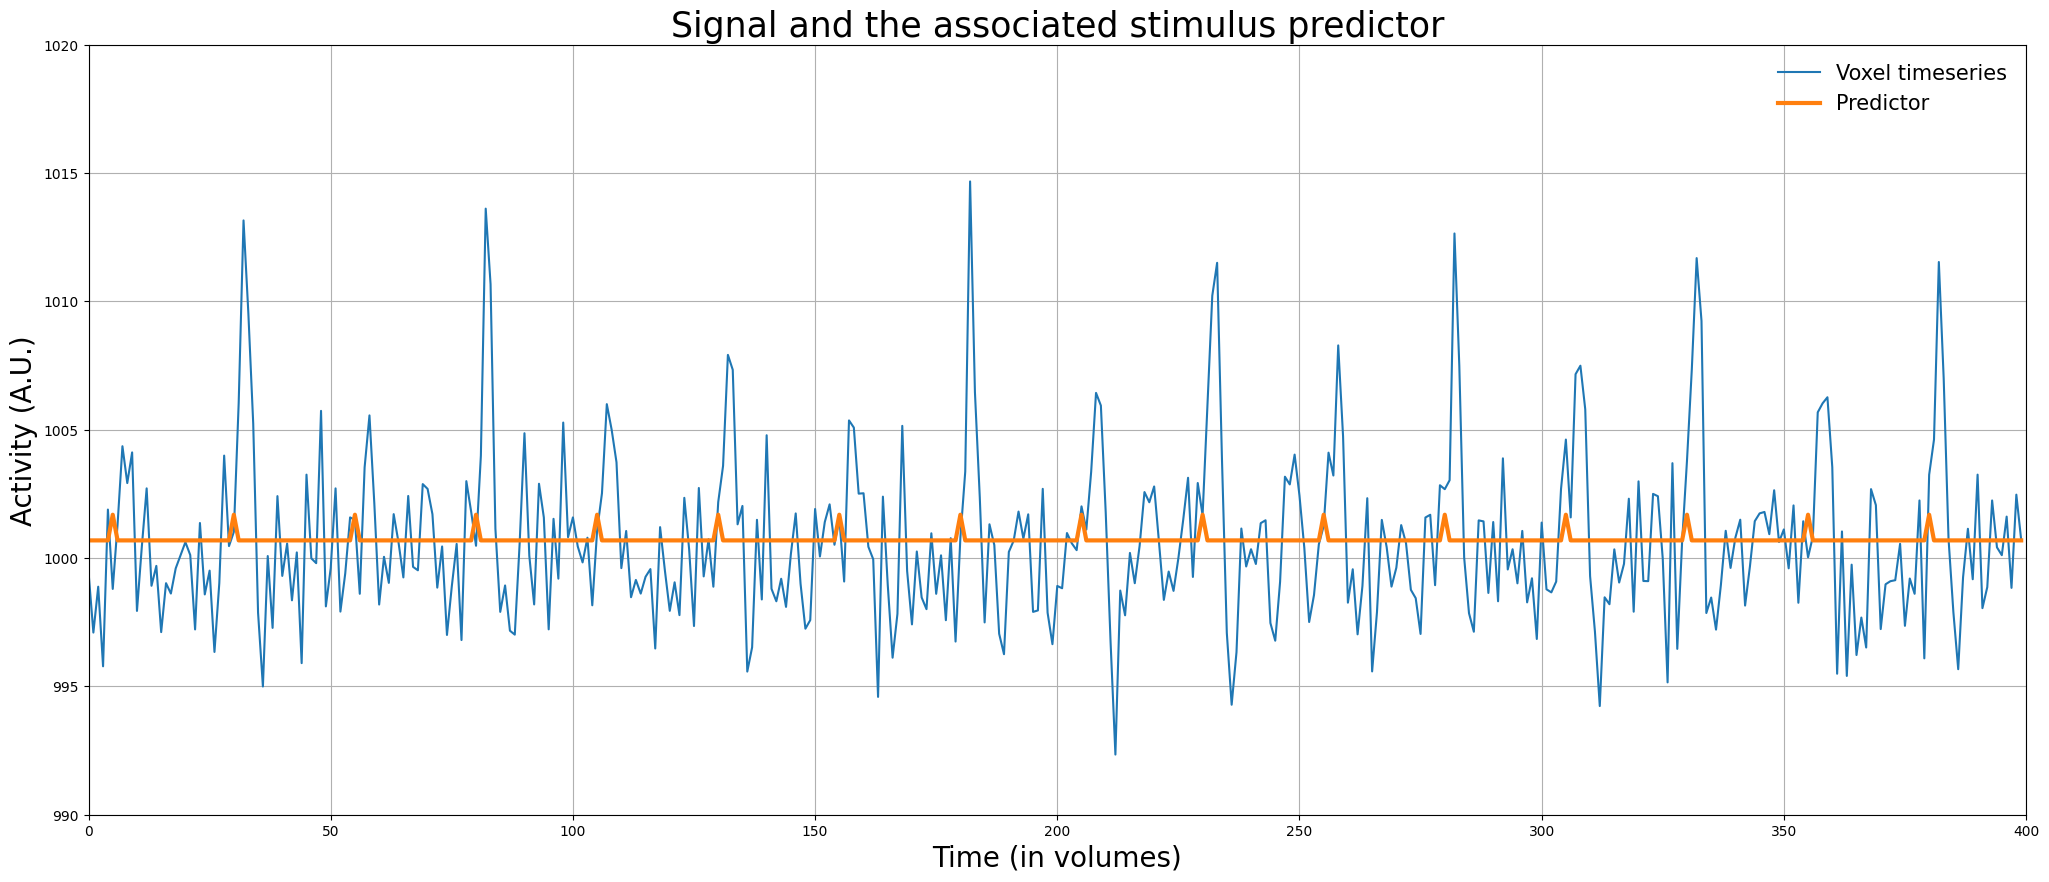 Signal and the associated stimulus predictor
Voxel timeseries
Predictor
Activity (A.U.)
1020
1015
1010
1005
1000
995
990
0 50 100 150 200 250 300 350 400
Time (in volumes)